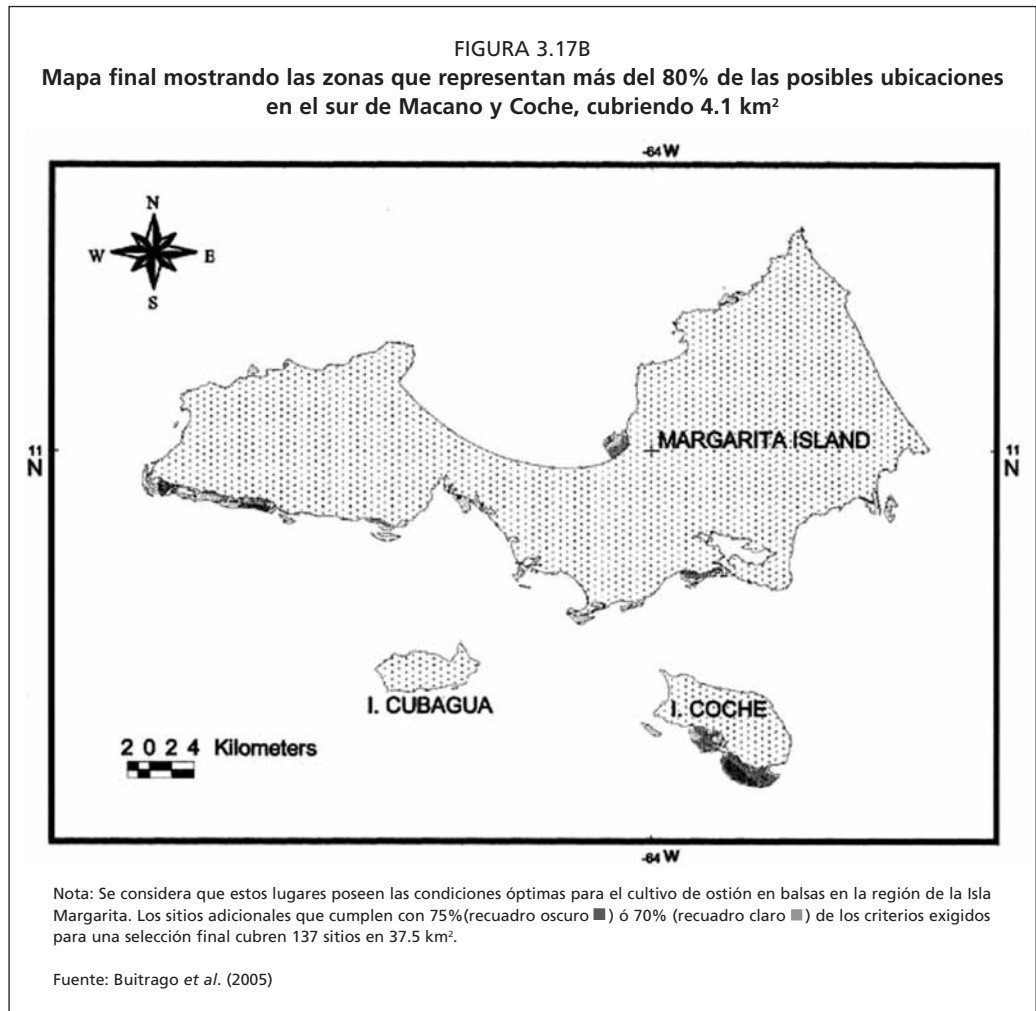 FIGURA 3.17B
Mapa final mostrando las zonas que representan más del 80% de las posibles ubicaciones
en el sur de Macano y Coche, cubriendo 4.1 km²
-64 W
N
W E
S
11 N
MARGARITA ISLAND
11 N
I. CUBAGUA
I. COCHE
2 0 2 4 Kilometers
-64 W
Nota: Se considera que estos lugares poseen las condiciones óptimas para el cultivo de ostión en balsas en la región de la Isla
Margarita. Los sitios adicionales que cumplen con 75%(recuadro oscuro ■) ó 70% (recuadro claro ■) de los criterios exigidos
para una selección final cubren 137 sitios en 37.5 km².
Fuente: Buitrago et al. (2005)